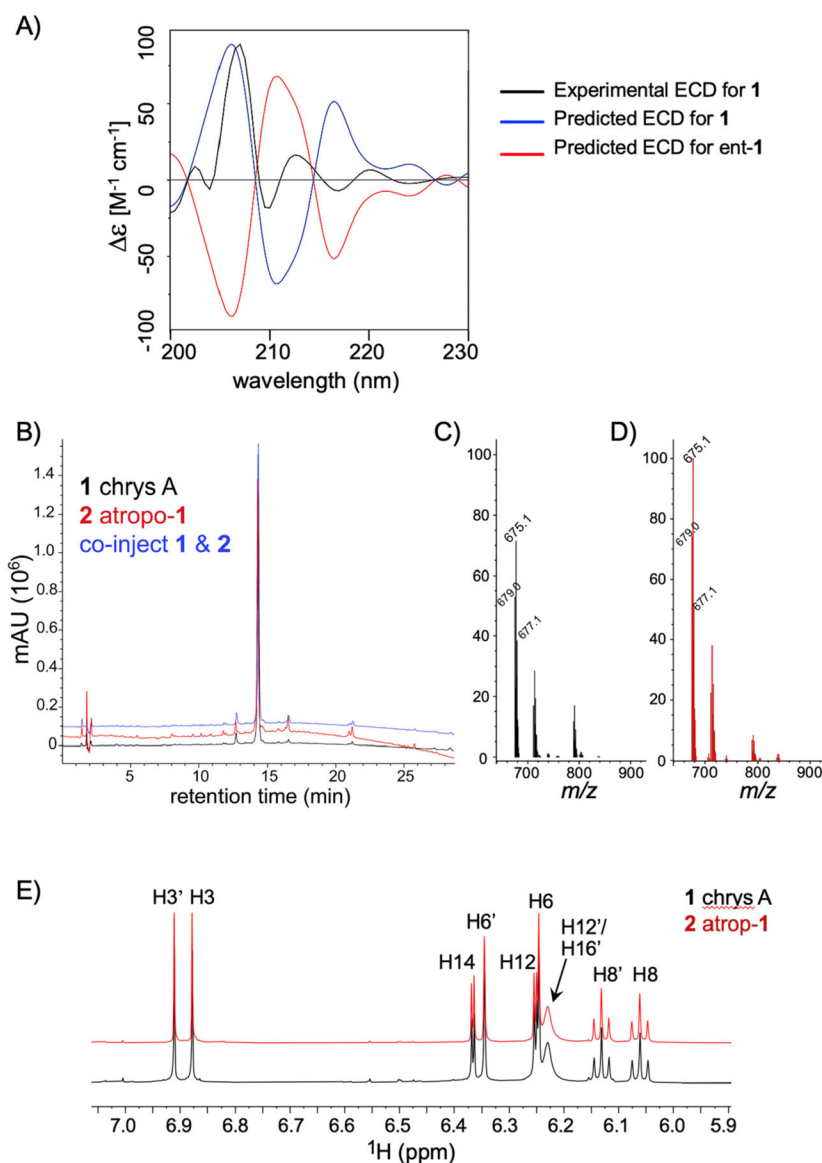 A)
100
50
0
-50
-100
Δε [M⁻¹ cm⁻¹]
200 210 220 230
wavelength (nm)
Experimental ECD for 1
Predicted ECD for 1
Predicted ECD for ent-1
B)
1 chrys A
2 atropo-1
co-inject 1 & 2
mAU (10⁶)
1.4
1.2
1.0
0.8
0.6
0.4
0.2
0
5 10 15 20 25
retention time (min)
C)
100
80
60
40
20
0
675.1
679.0
677.1
700 800 900
m/z
D)
100
80
60
40
20
0
675.1
679.0
677.1
700 800 900
m/z
E)
1 chrys A
2 atrop-1
H3' H3
H14
H6'
H12
H6
H12'/
H16'
H8'
H8
7.0 6.9 6.8 6.7 6.6 6.5 6.4 6.3 6.2 6.1 6.0 5.9
¹H (ppm)